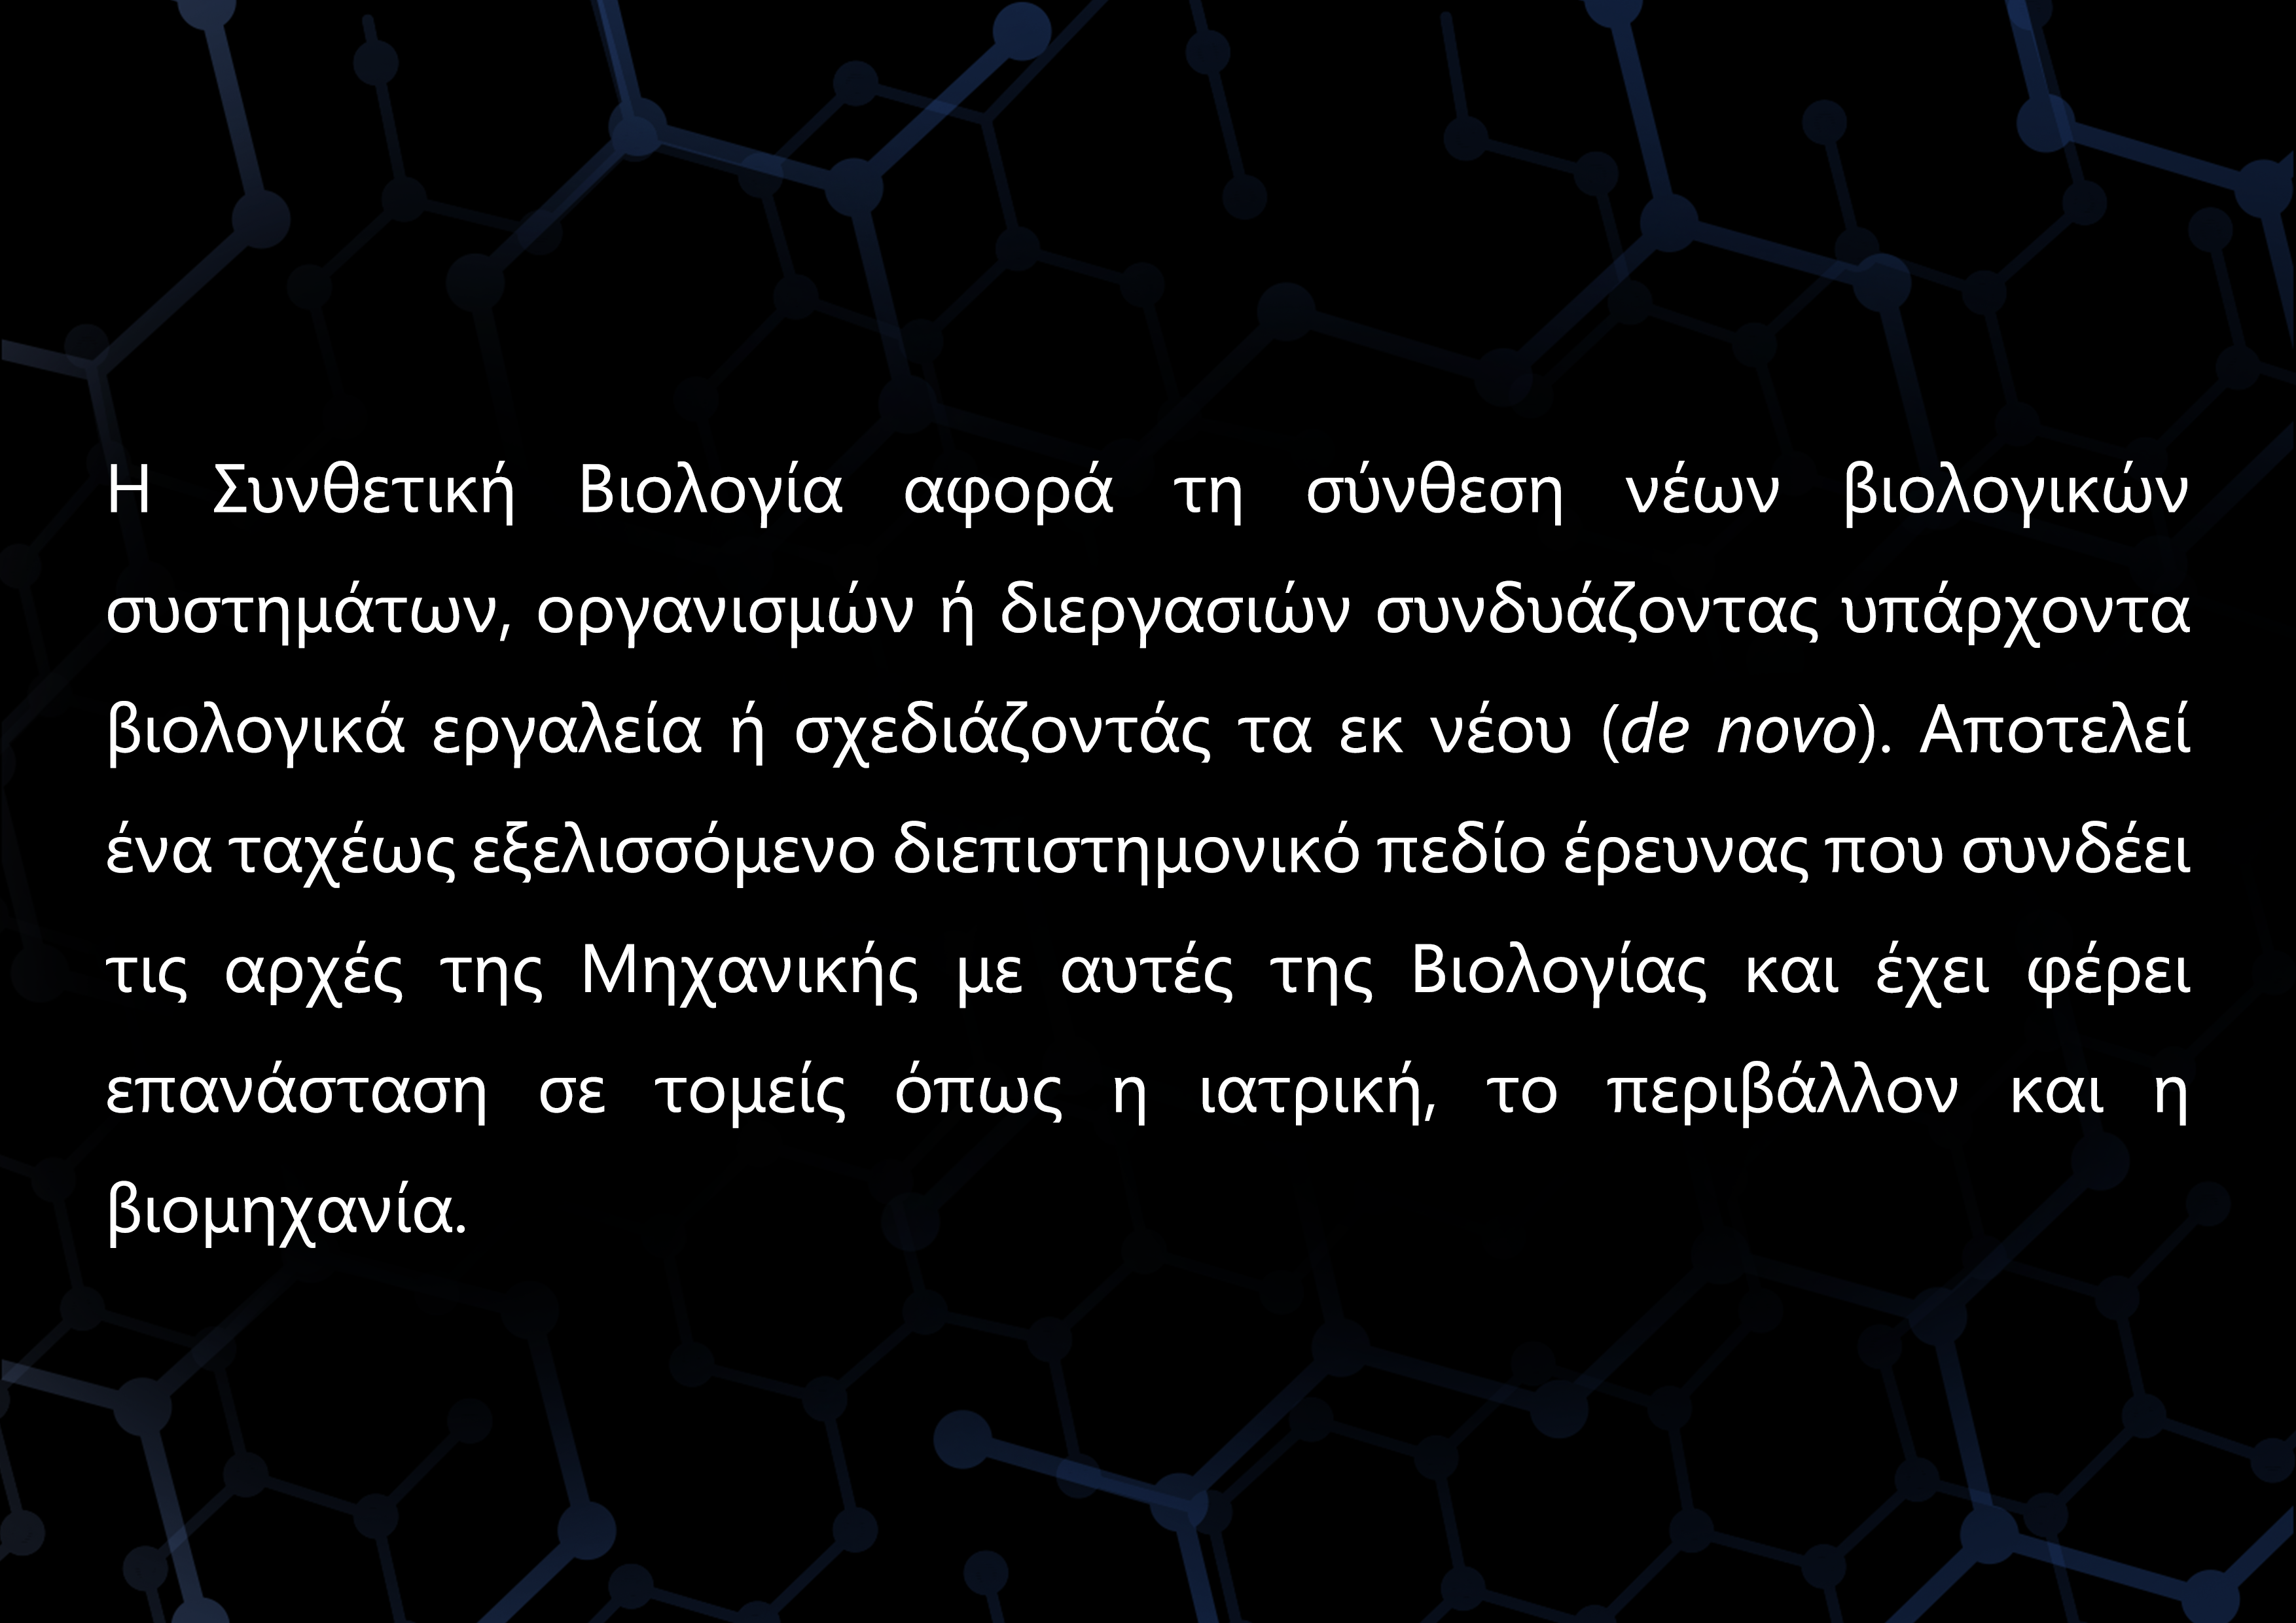 Η Συνθετική Βιολογία αφορά τη σύνθεση νέων βιολογικών
συστημάτων, οργανισμών ή διεργασιών συνδυάζοντας υπάρχοντα
βιολογικά εργαλεία ή σχεδιάζοντάς τα εκ νέου (de novo). Αποτελεί
ένα ταχέως εξελισσόμενο διεπιστημονικό πεδίο έρευνας που συνδέει
τις αρχές της Μηχανικής με αυτές της Βιολογίας και έχει φέρει
επανάσταση σε τομείς όπως η ιατρική, το περιβάλλον και η
βιομηχανία.